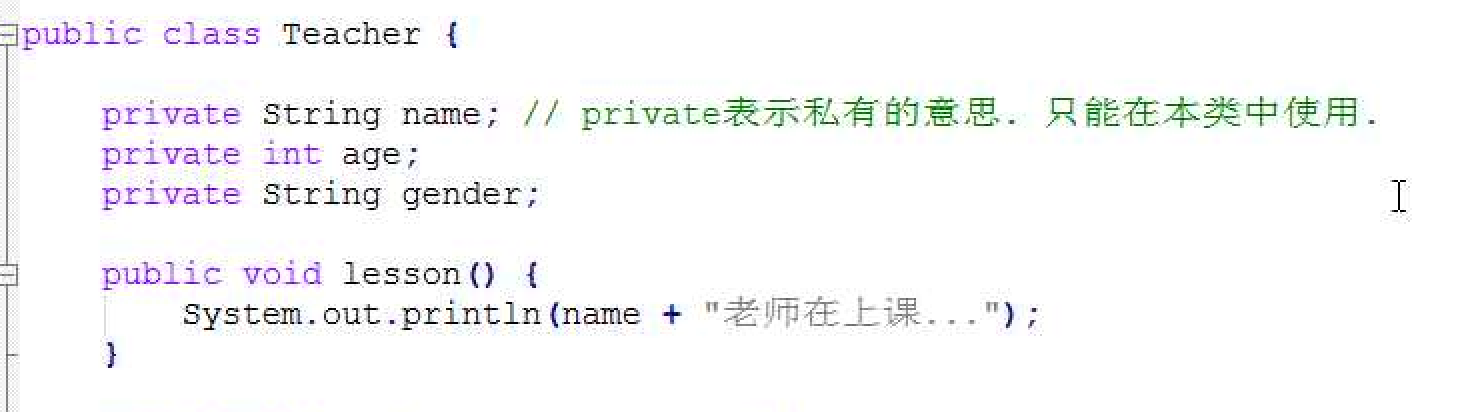 public class Teacher {
private String name; // private表示私有的意思. 只能在本类中使用.
private int age;
private String gender;
public void lesson() {
System.out.println(name + "老师在上课...");
}